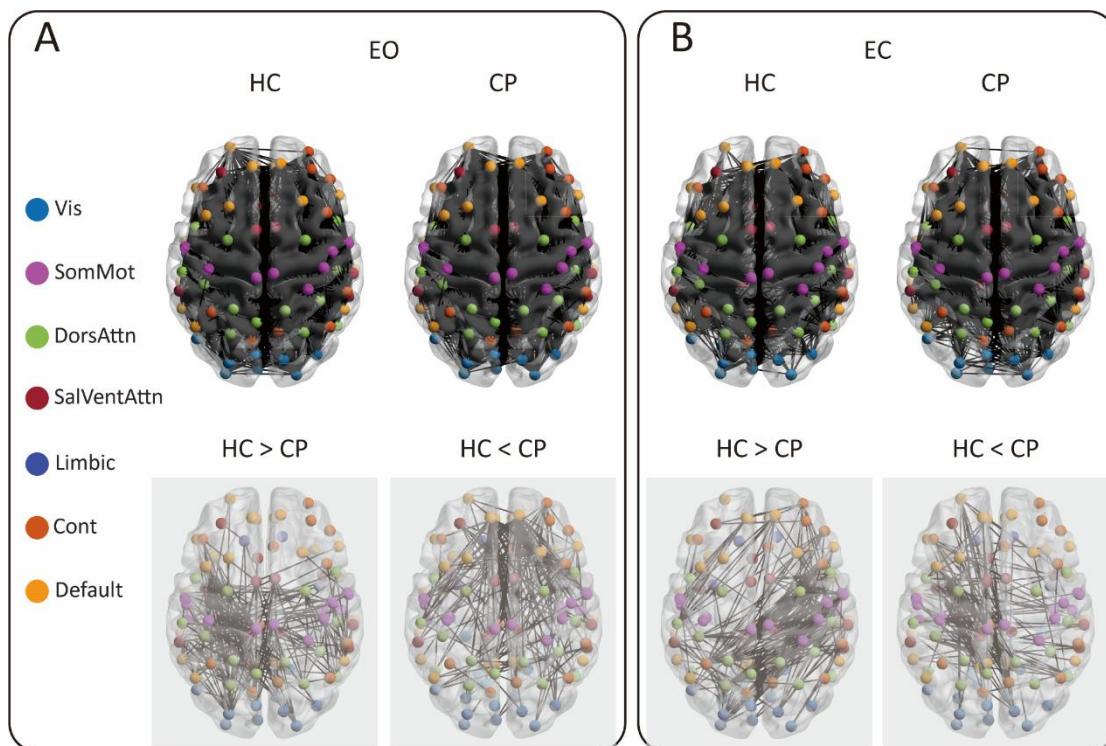 A
EO
HC
CP
Vis
SomMot
DorsAttn
SalVentAttn
Limbic
Cont
Default
HC > CP
HC < CP
B
EC
HC
CP
HC > CP
HC < CP